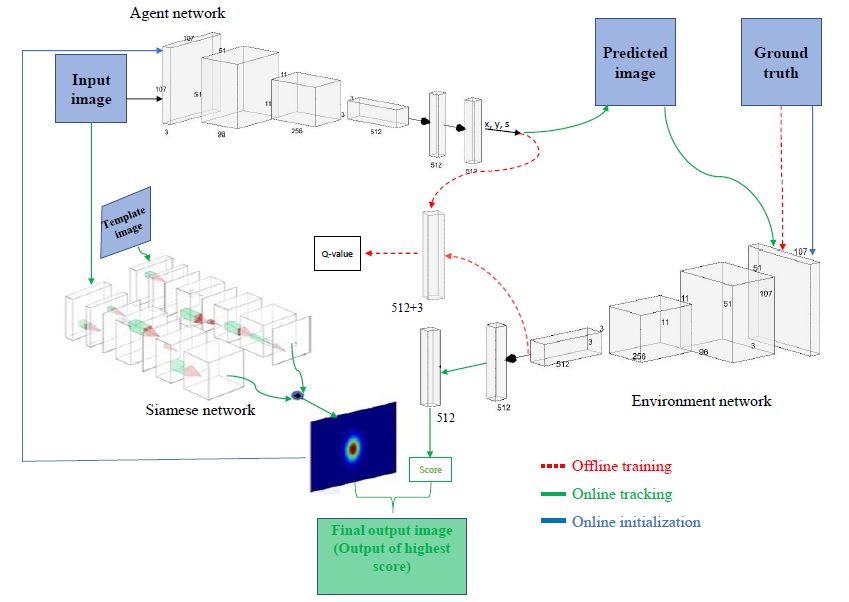 Agent network
107
51
Input
image
107
51
11
11
3
96
256
3
3
512
512
512
x, y, s
Predicted
image
Ground
truth
Template
image
Q-value
512+3
Siamese network
512
512
512
3
3
256
11
11
96
51
51
3
107
107
Environment network
Score
Final output image
(Output of highest
score)
Offline training
Online tracking
Online initialization